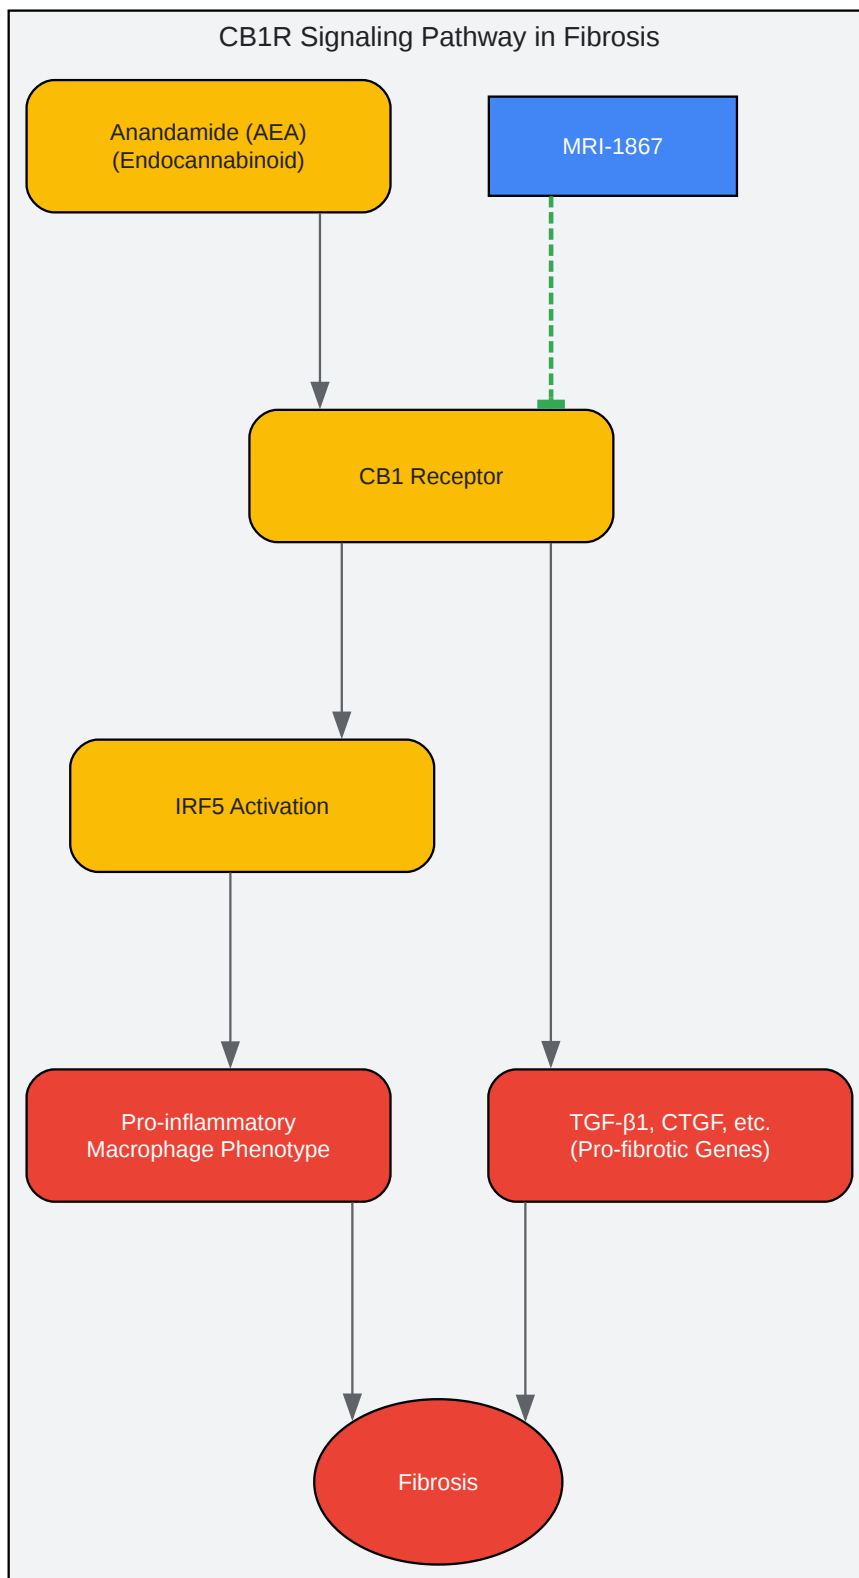 CB1R Signaling Pathway in Fibrosis
Anandamide (AEA)
(Endocannabinoid)
MRI-1867
CB1 Receptor
IRF5 Activation
Pro-inflammatory
Macrophage Phenotype
TGF-β1, CTGF, etc.
(Pro-fibrotic Genes)
Fibrosis